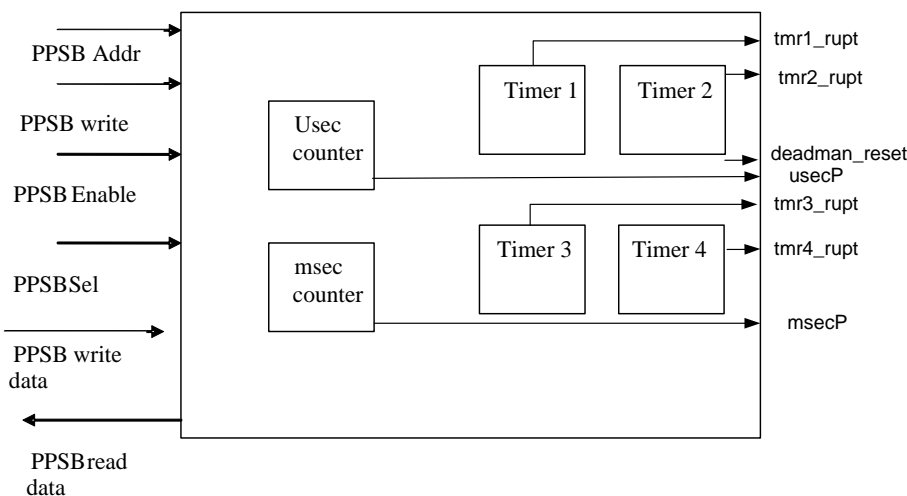 PPSB Addr
PPSB write
PPSB Enable
PPSBSel
PPSB write
data
PPSBread
data
Usec
counter
msec
counter
Timer 1
Timer 2
Timer 3
Timer 4
tmr1_rupt
tmr2_rupt
deadman_reset
usecP
tmr3_rupt
tmr4_rupt
msecP